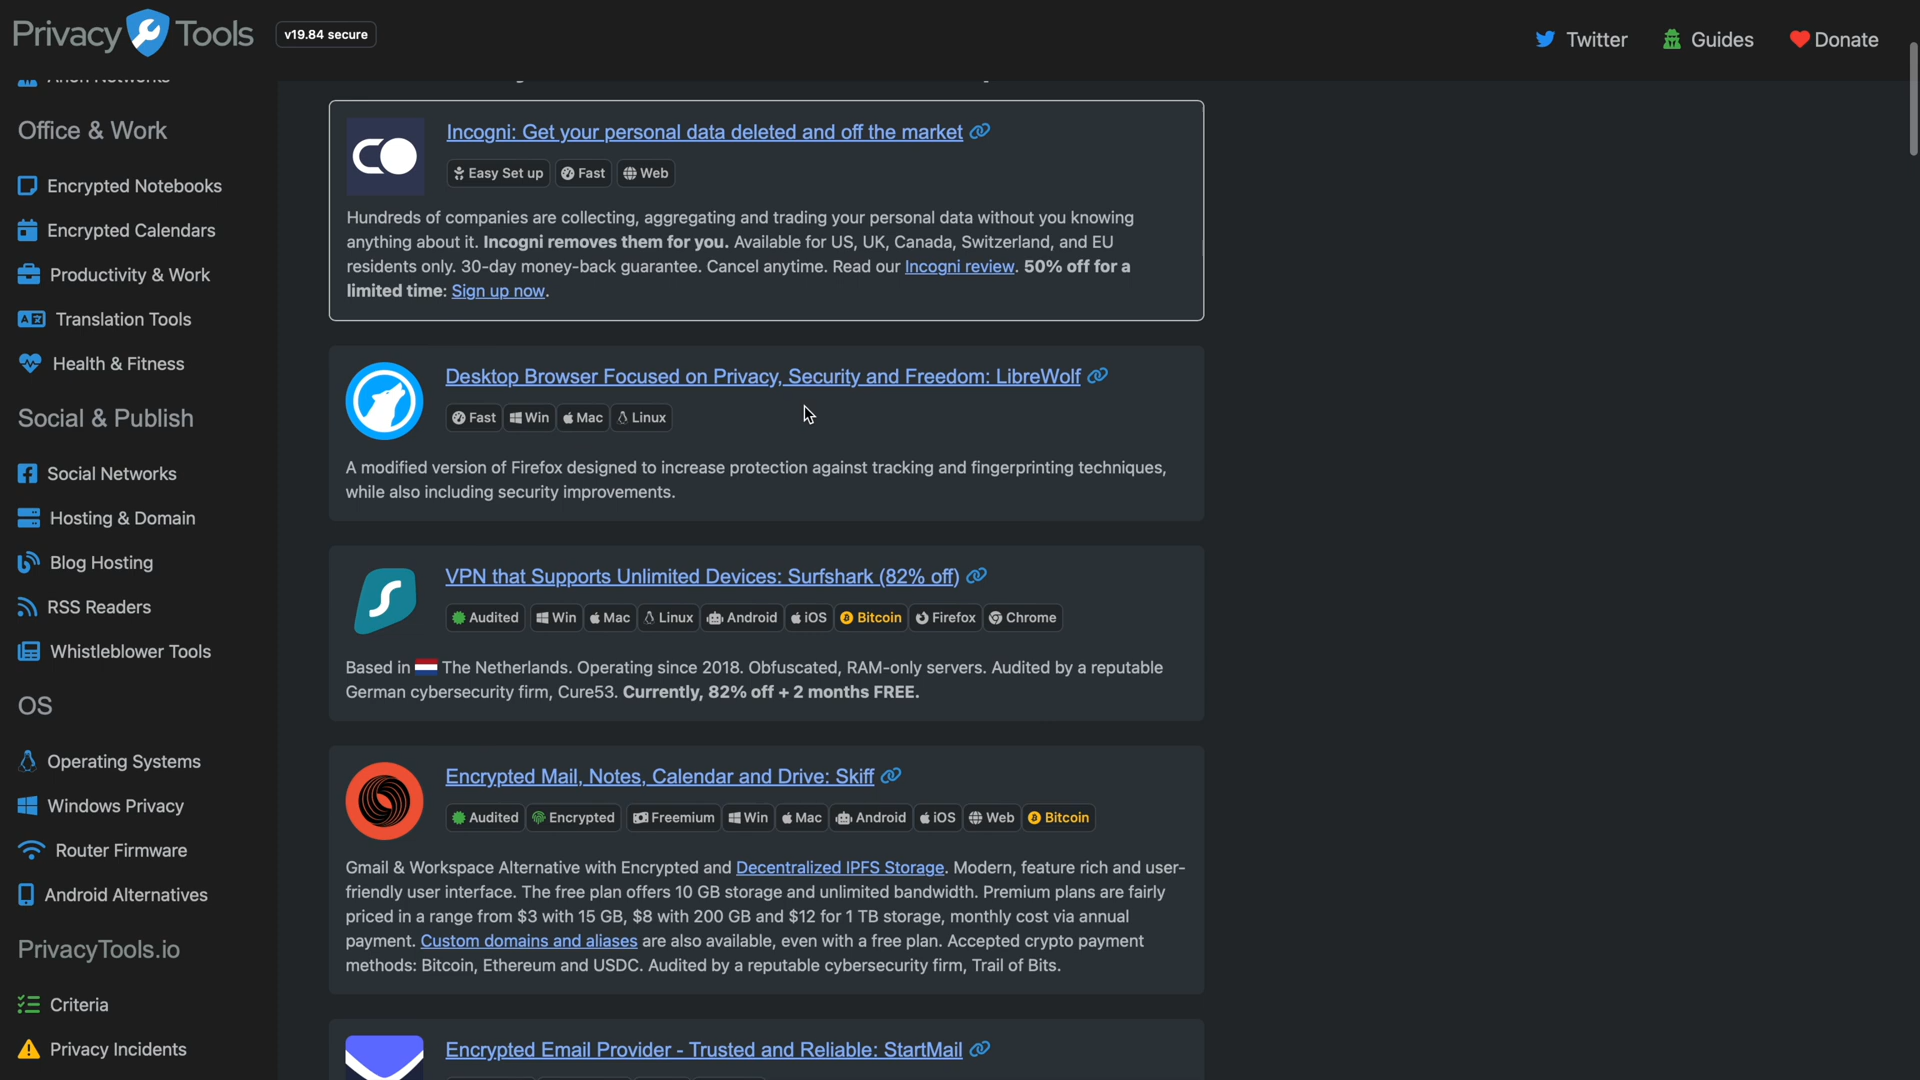 Privacy Tools
v19.84 secure
Twitter
Guides
Donate
Office & Work
Encrypted Notebooks
Encrypted Calendars
Productivity & Work
Translation Tools
Health & Fitness
Social & Publish
Social Networks
Hosting & Domain
Blog Hosting
RSS Readers
Whistleblower Tools
OS
Operating Systems
Windows Privacy
Router Firmware
Android Alternatives
PrivacyTools.io
Criteria
Privacy Incidents
Incogni: Get your personal data deleted and off the market
Easy Set up Fast Web
Hundreds of companies are collecting, aggregating and trading your personal data without you knowing
anything about it. Incogni removes them for you. Available for US, UK, Canada, Switzerland, and EU
residents only. 30-day money-back guarantee. Cancel anytime. Read our Incogni review. 50% off for a
limited time: Sign up now.
Desktop Browser Focused on Privacy, Security and Freedom: LibreWolf
Fast Win Mac Linux
A modified version of Firefox designed to increase protection against tracking and fingerprinting techniques,
while also including security improvements.
VPN that Supports Unlimited Devices: Surfshark (82% off)
Audited Win Mac Linux Android iOS Bitcoin Firefox Chrome
Based in The Netherlands. Operating since 2018. Obfuscated, RAM-only servers. Audited by a reputable
German cybersecurity firm, Cure53. Currently, 82% off + 2 months FREE.
Encrypted Mail, Notes, Calendar and Drive: Skiff
Audited Encrypted Freemium Win Mac Android iOS Web Bitcoin
Gmail & Workspace Alternative with Encrypted and Decentralized IPFS Storage. Modern, feature rich and user-
friendly user interface. The free plan offers 10 GB storage and unlimited bandwidth. Premium plans are fairly
priced in a range from $3 with 15 GB, $8 with 200 GB and $12 for 1 TB storage, monthly cost via annual
payment. Custom domains and aliases are also available, even with a free plan. Accepted crypto payment
methods: Bitcoin, Ethereum and USDC. Audited by a reputable cybersecurity firm, Trail of Bits.
Encrypted Email Provider - Trusted and Reliable: StartMail